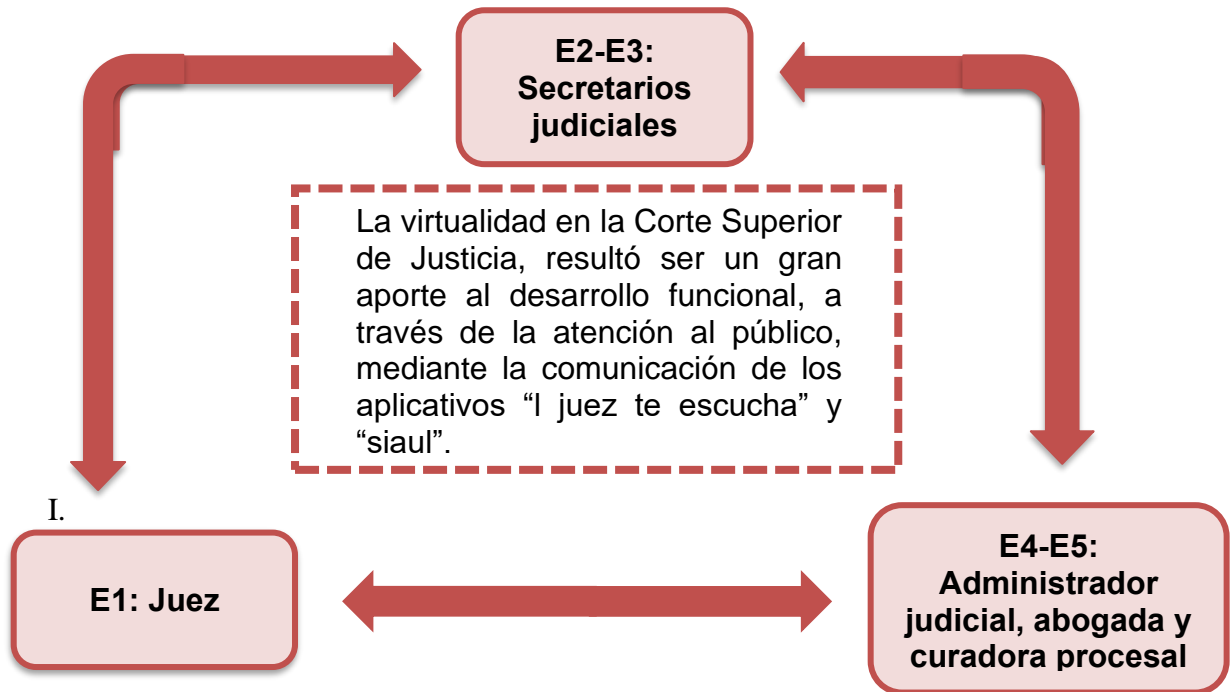 E2-E3:
Secretarios
judiciales
La virtualidad en la Corte Superior
de Justicia, resultó ser un gran
aporte al desarrollo funcional, a
través de la atención al público,
mediante la comunicación de los
aplicativos “I juez te escucha” y
“siaul”.
I.
E1: Juez
E4-E5:
Administrador
judicial, abogada y
curadora procesal